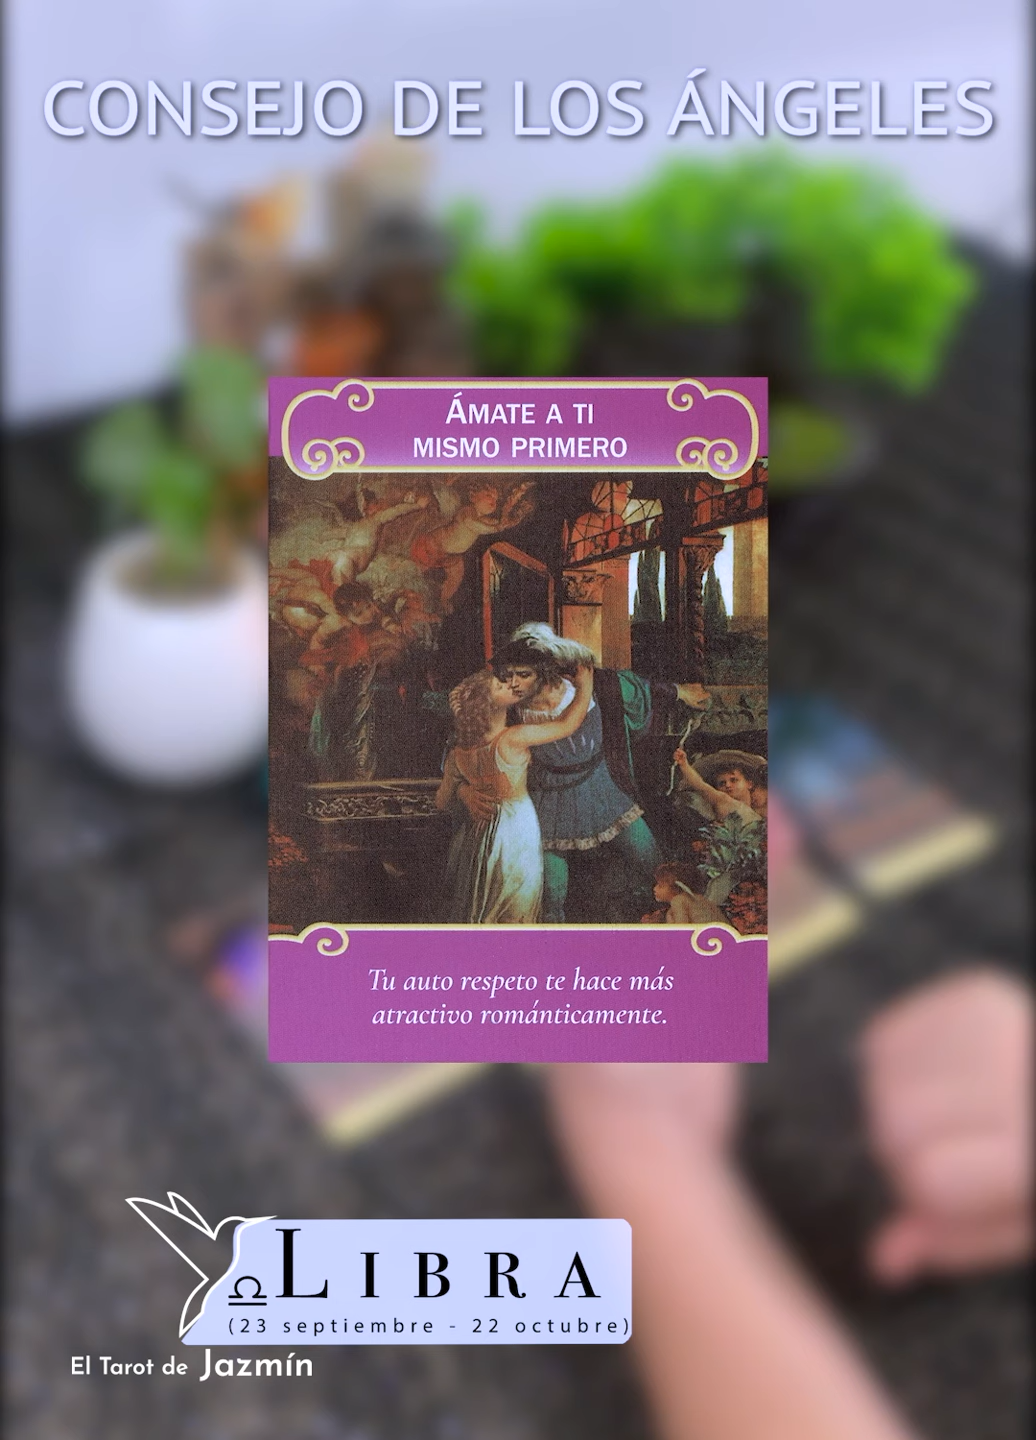 CONSEJO DE LOS ÁNGELES
ÁMATE A TI
MISMO PRIMERO
Tu auto respeto te hace más
atractivo románticamente.
♎ LIBRA
(23 septiembre - 22 octubre)
El Tarot de Jazmín